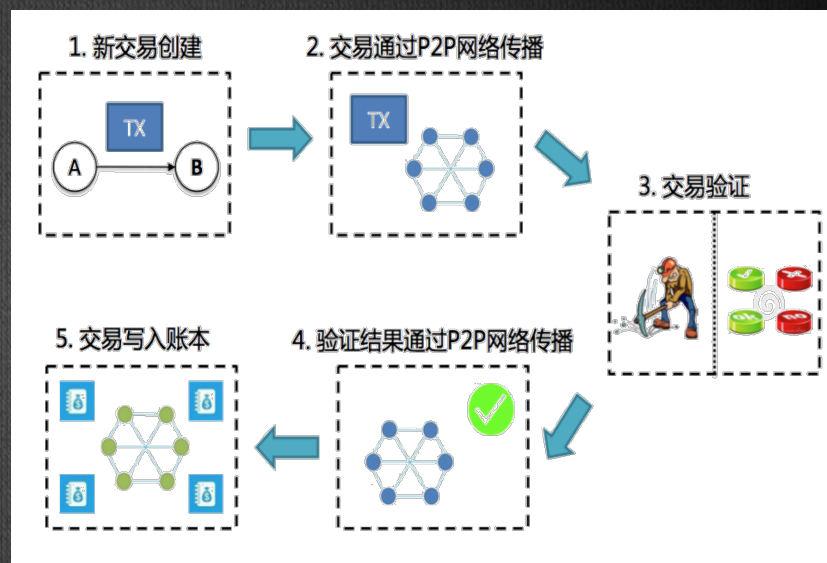 1. 新交易创建
TX
A
B
2. 交易通过P2P网络传播
TX
3. 交易验证
ok
no
4. 验证结果通过P2P网络传播
5. 交易写入账本